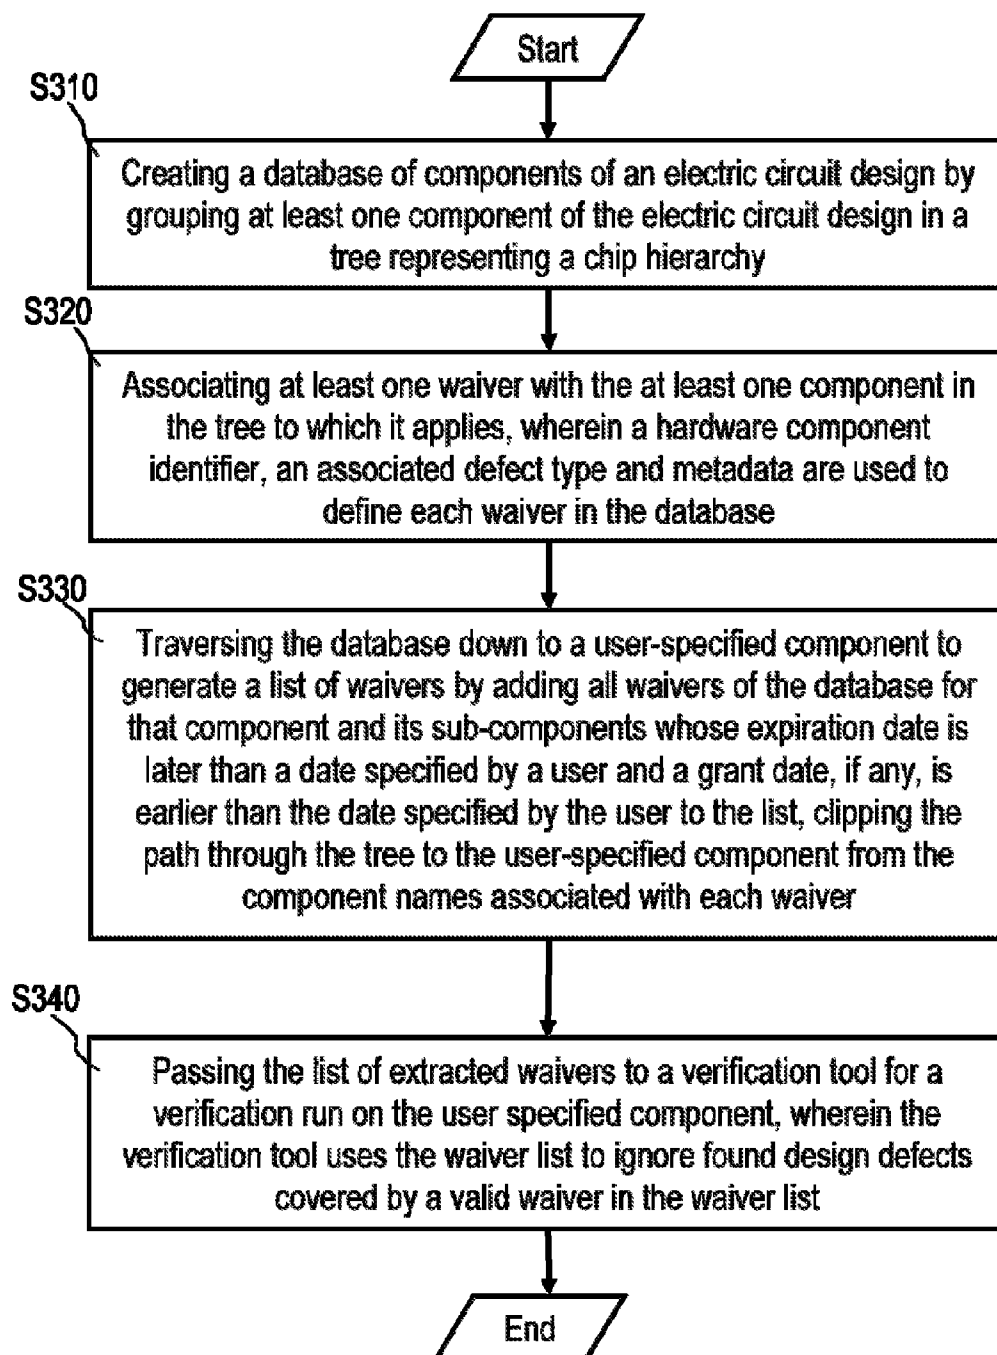 Start
S310
Creating a database of components of an electric circuit design by
grouping at least one component of the electric circuit design in a
tree representing a chip hierarchy
S320
Associating at least one waiver with the at least one component in
the tree to which it applies, wherein a hardware component
identifier, an associated defect type and metadata are used to
define each waiver in the database
S330
Traversing the database down to a user-specified component to
generate a list of waivers by adding all waivers of the database for
that component and its sub-components whose expiration date is
later than a date specified by a user and a grant date, if any, is
earlier than the date specified by the user to the list, clipping the
path through the tree to the user-specified component from the
component names associated with each waiver
S340
Passing the list of extracted waivers to a verification tool for a
verification run on the user specified component, wherein the
verification tool uses the waiver list to ignore found design defects
covered by a valid waiver in the waiver list
End